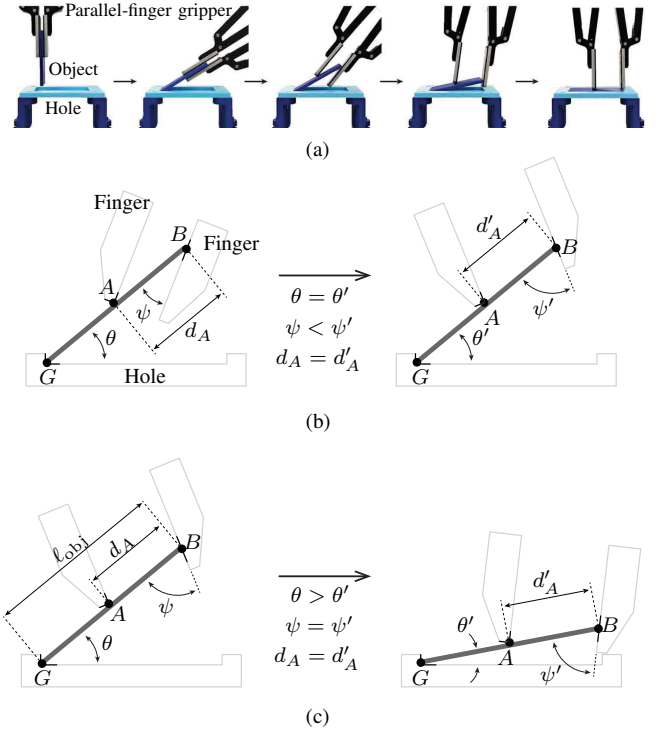 Parallel-finger gripper
Object
Hole
(a)
Finger
B
Finger
A
ψ
θ
d_A
G
Hole
θ = θ′
ψ < ψ′
d_A = d′_A
d′_A
B
A
ψ′
θ′
G
(b)
ℓ_obj
d_A
B
A
ψ
θ
G
θ > θ′
ψ = ψ′
d_A = d′_A
d′_A
θ′
B
A
ψ′
G
(c)